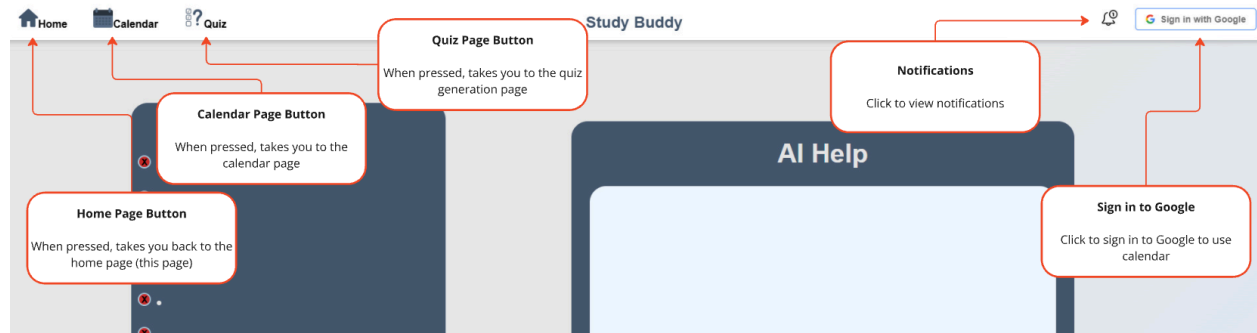 Home
Calendar
?
Quiz
Study Buddy
Sign in with Google
Quiz Page Button
When pressed, takes you to the quiz
generation page
Notifications
Click to view notifications
Calendar Page Button
When pressed, takes you to the
calendar page
AI Help
X
Home Page Button
When pressed, takes you back to the
home page (this page)
Sign in to Google
Click to sign in to Google to use
calendar
X
X